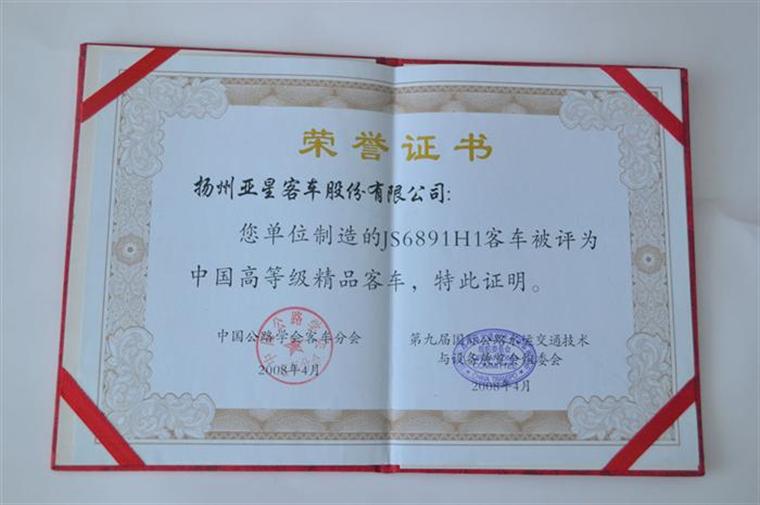 荣誉证书
扬州亚星客车股份有限公司:
您单位制造的JS6891H1客车被评为
中国高等级精品客车，特此证明。
中国公路学会客车分会
2008年4月
第九届国际公路水运交通技术
与设备展览会组委会
2008年4月